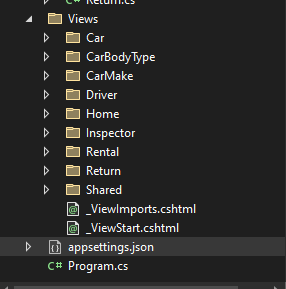 C# Return.cs
Views
Car
CarBodyType
CarMake
Driver
Home
Inspector
Rental
Return
Shared
@ _ViewImports.cshtml
@ _ViewStart.cshtml
appsettings.json
C# Program.cs